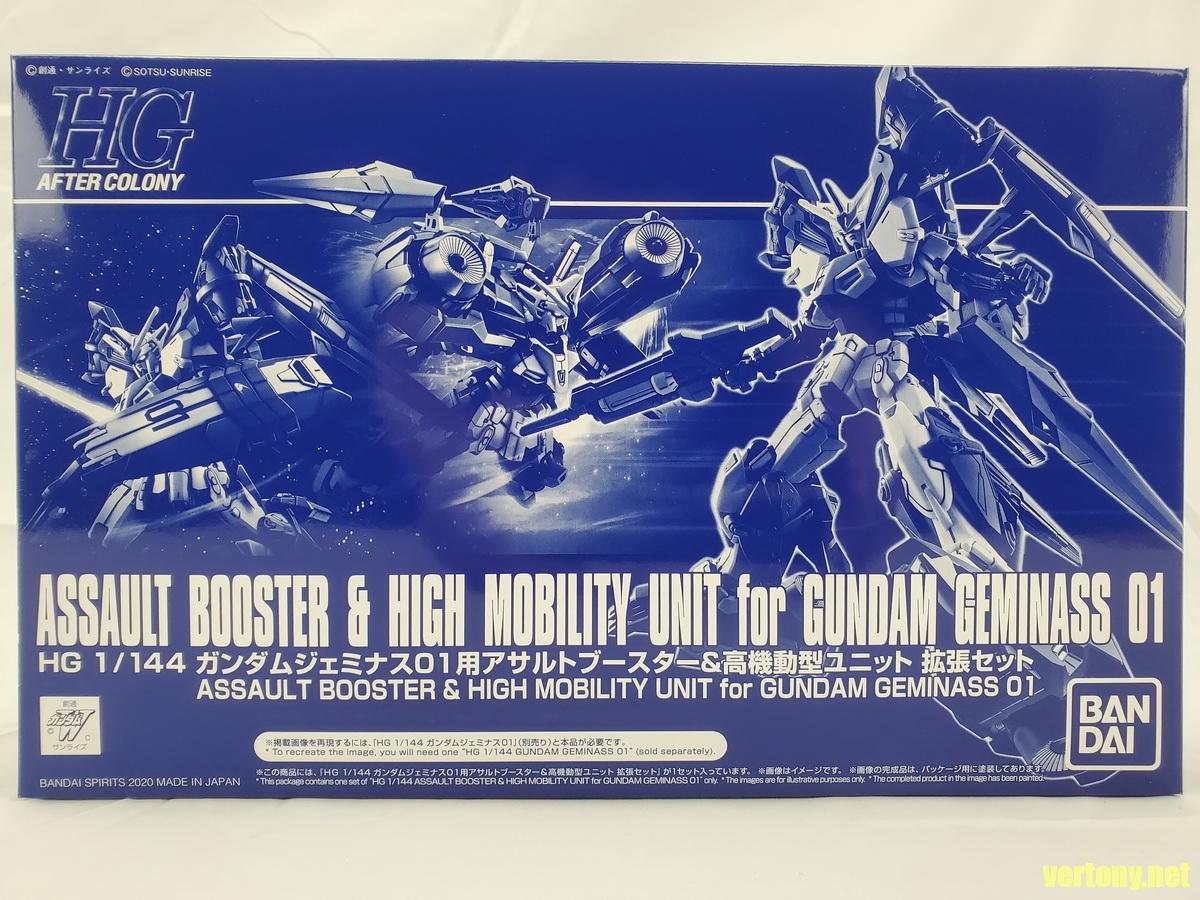 ©創通・サンライズ ©SOTSU・SUNRISE
HG
AFTER COLONY
ASSAULT BOOSTER & HIGH MOBILITY UNIT for GUNDAM GEMINASS 01
HG 1/144 ガンダムジェミナス01用アサルトブースター&高機動型ユニット 拡張セット
ASSAULT BOOSTER & HIGH MOBILITY UNIT for GUNDAM GEMINASS 01
創通
ガンダムW
© C
サンライズ
BAN
DAI
※掲載画像を再現するには、「HG 1/144 ガンダムジェミナス01」(別売り)と本品が必要です。
* To recreate the image, you will need one "HG 1/144 GUNDAM GEMINASS 01" (sold separately).
※この商品には、「HG 1/144 ガンダムジェミナス01用アサルトブースター&高機動型ユニット 拡張セット」が1セット入っています。 ※画像はイメージです。 ※画像の完成品は、パッケージ用に塗装してあります。
* This package contains one set of "HG 1/144 ASSAULT BOOSTER & HIGH MOBILITY UNIT for GUNDAM GEMINASS 01" only. * The images are for illustrative purposes only. * The completed product in the image has been painted.
BANDAI SPIRITS 2020 MADE IN JAPAN
vertony.net